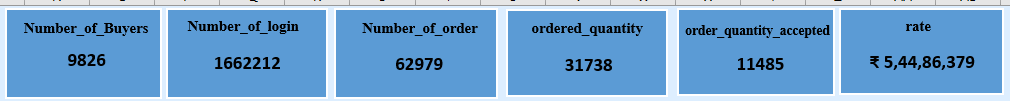 Number_of_Buyers
9826
Number_of_login
1662212
Number_of_order
62979
ordered_quantity
31738
order_quantity_accepted
11485
rate
₹ 5,44,86,379